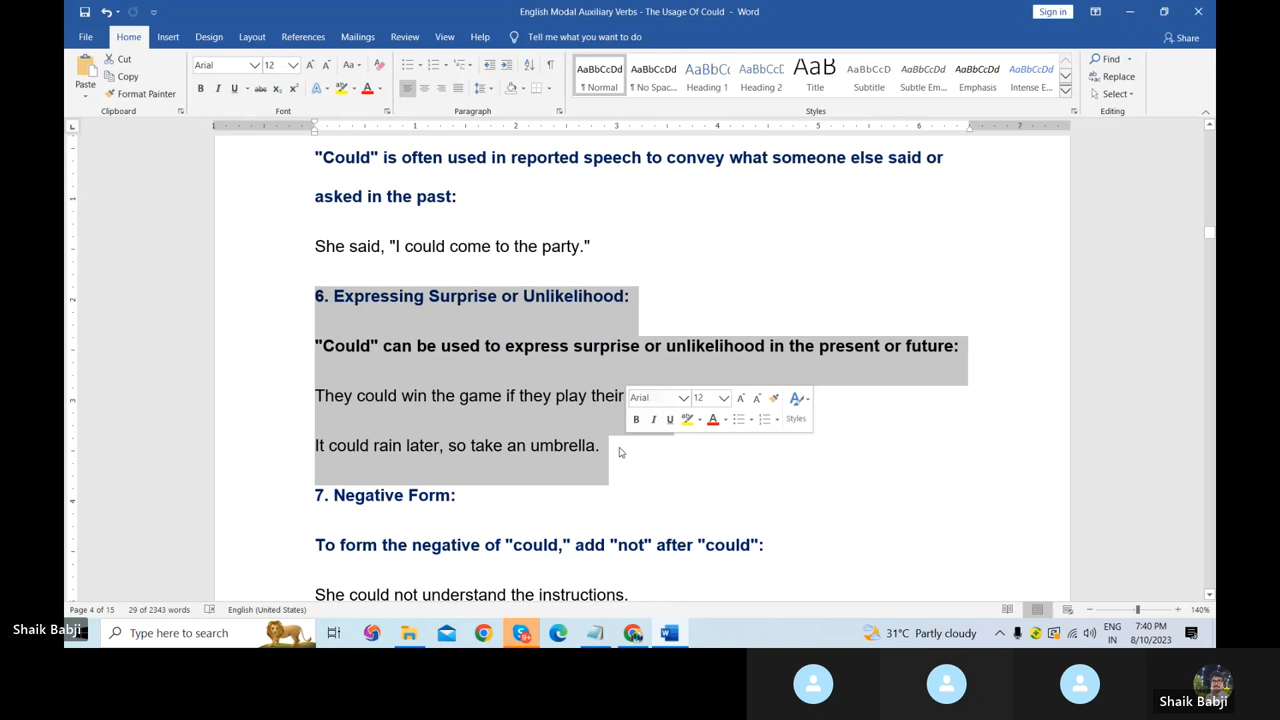 English Modal Auxiliary Verbs - The Usage Of Could - Word
Sign in
File Home Insert Design Layout References Mailings Review View Help Tell me what you want to do Share
Paste
Cut
Copy
Format Painter
Clipboard
Arial 12
Font
Paragraph
AaBbCcDd AaBbCcDd AaBbCc AaBbCcC AaB AaBbCcD AaBbCcDd AaBbCcDd AaBbCcDd
¶ Normal ¶ No Spac... Heading 1 Heading 2 Title Subtitle Subtle Em... Emphasis Intense E...
Styles
Find
Replace
Select
Editing
1 1 2 3 4 5 6 7
"Could" is often used in reported speech to convey what someone else said or
asked in the past:
She said, "I could come to the party."
6. Expressing Surprise or Unlikelihood:
"Could" can be used to express surprise or unlikelihood in the present or future:
They could win the game if they play their
Arial 12
Styles
It could rain later, so take an umbrella.
7. Negative Form:
To form the negative of "could," add "not" after "could":
She could not understand the instructions.
Page 4 of 15 29 of 2343 words English (United States) 140%
Shaik Babji
Type here to search
31°C Partly cloudy
ENG
IN
7:40 PM
8/10/2023
Shaik Babji